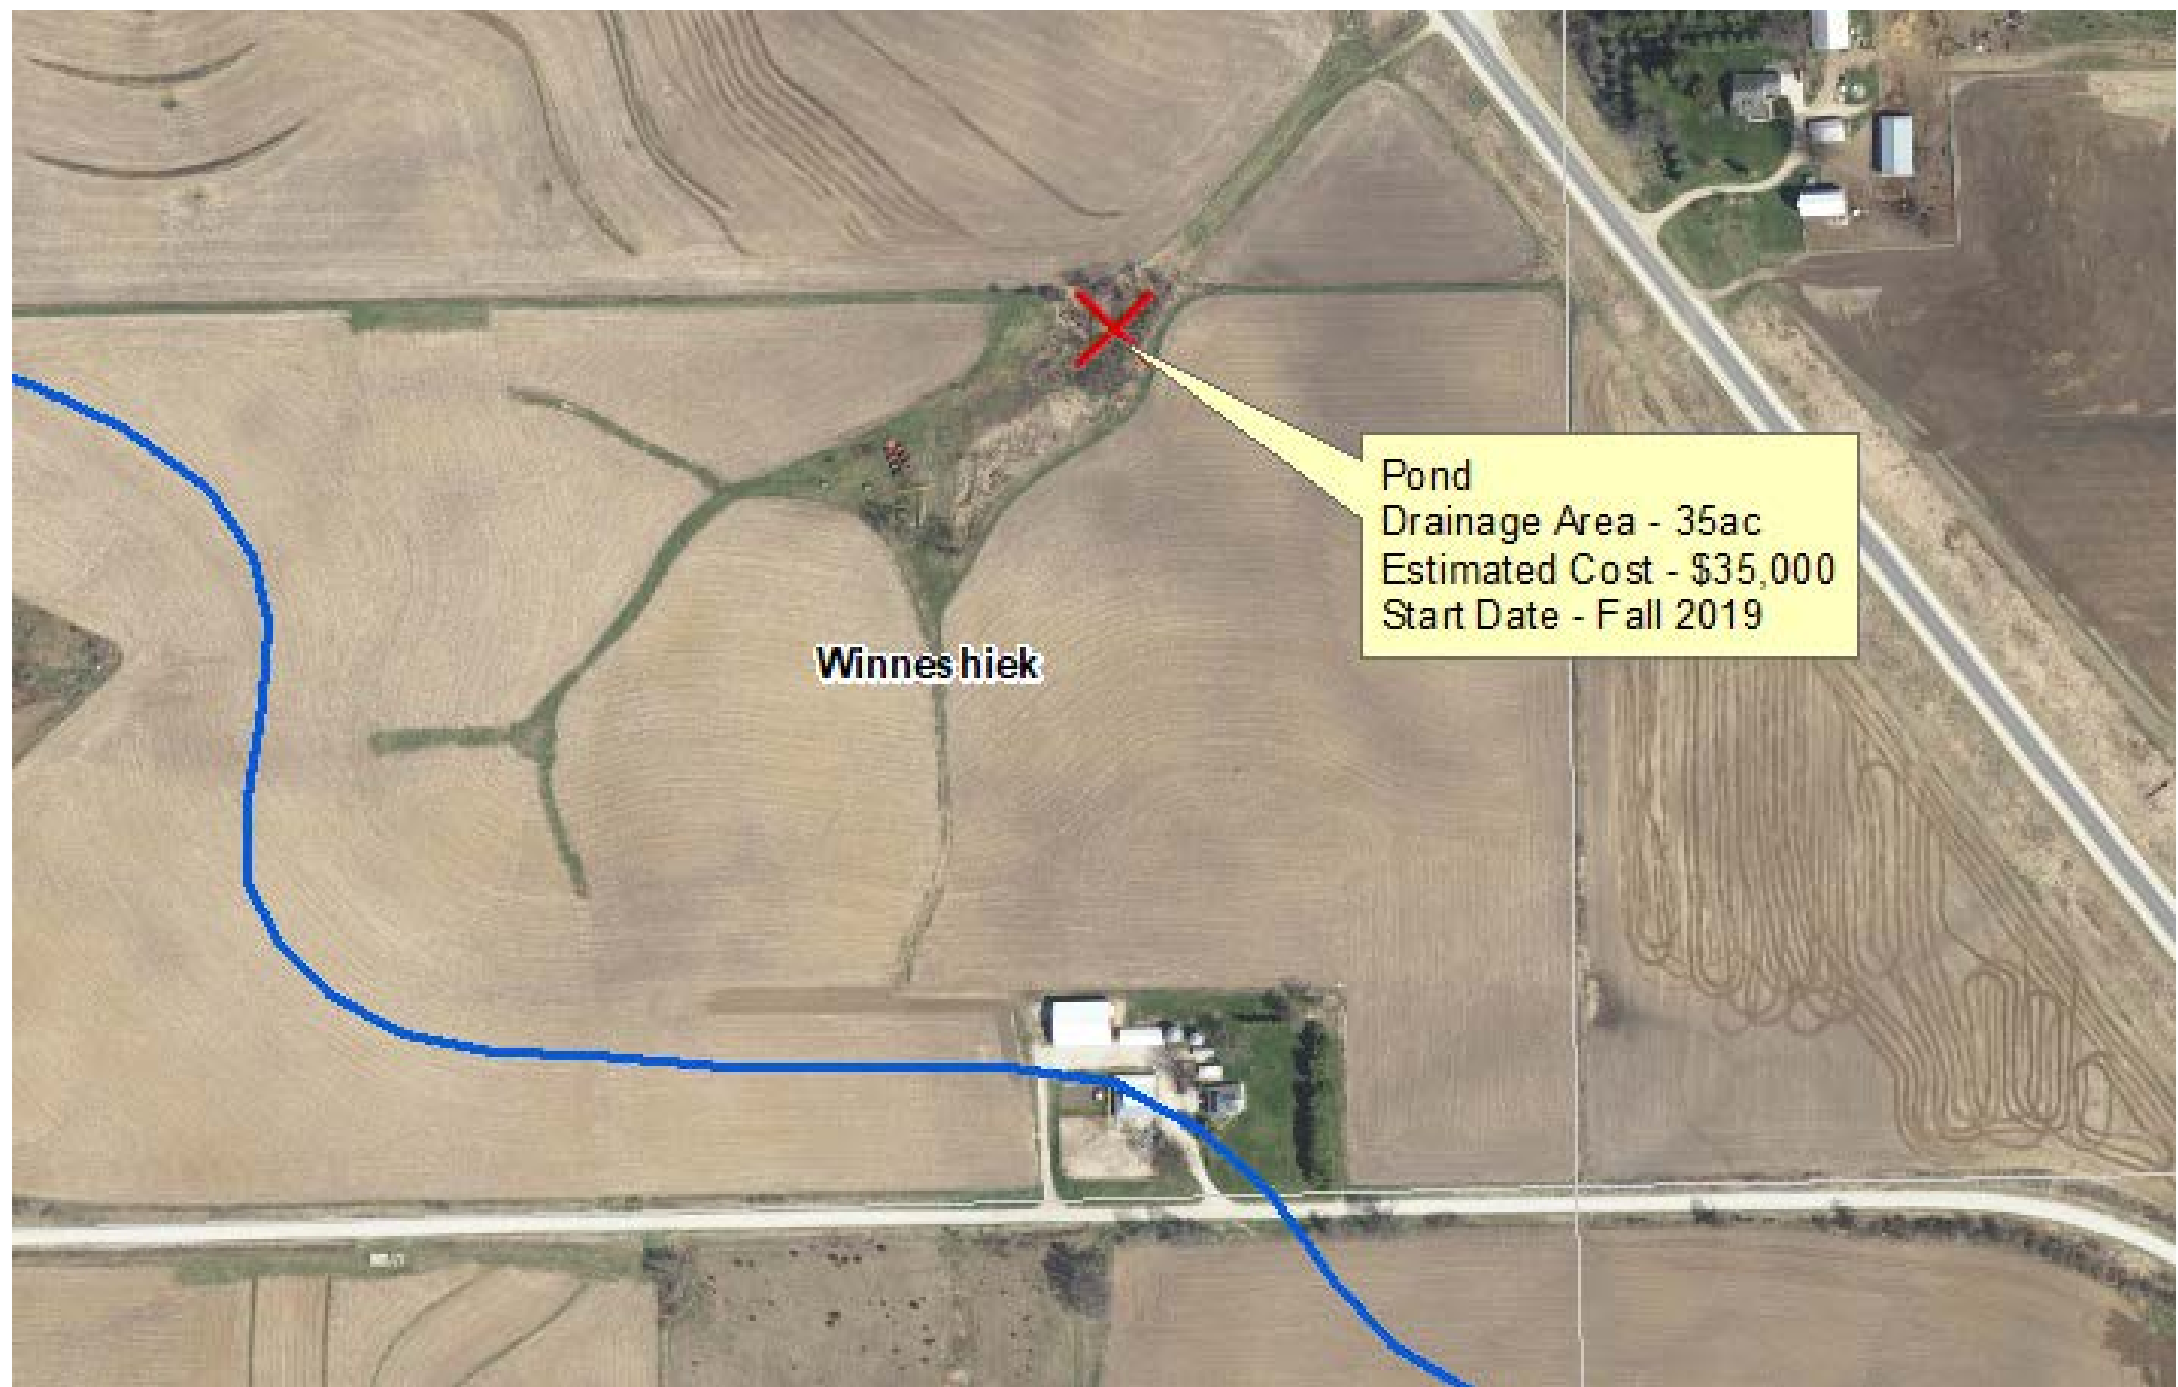 Pond
Drainage Area - 35ac
Estimated Cost - $35,000
Start Date - Fall 2019
Winneshiek